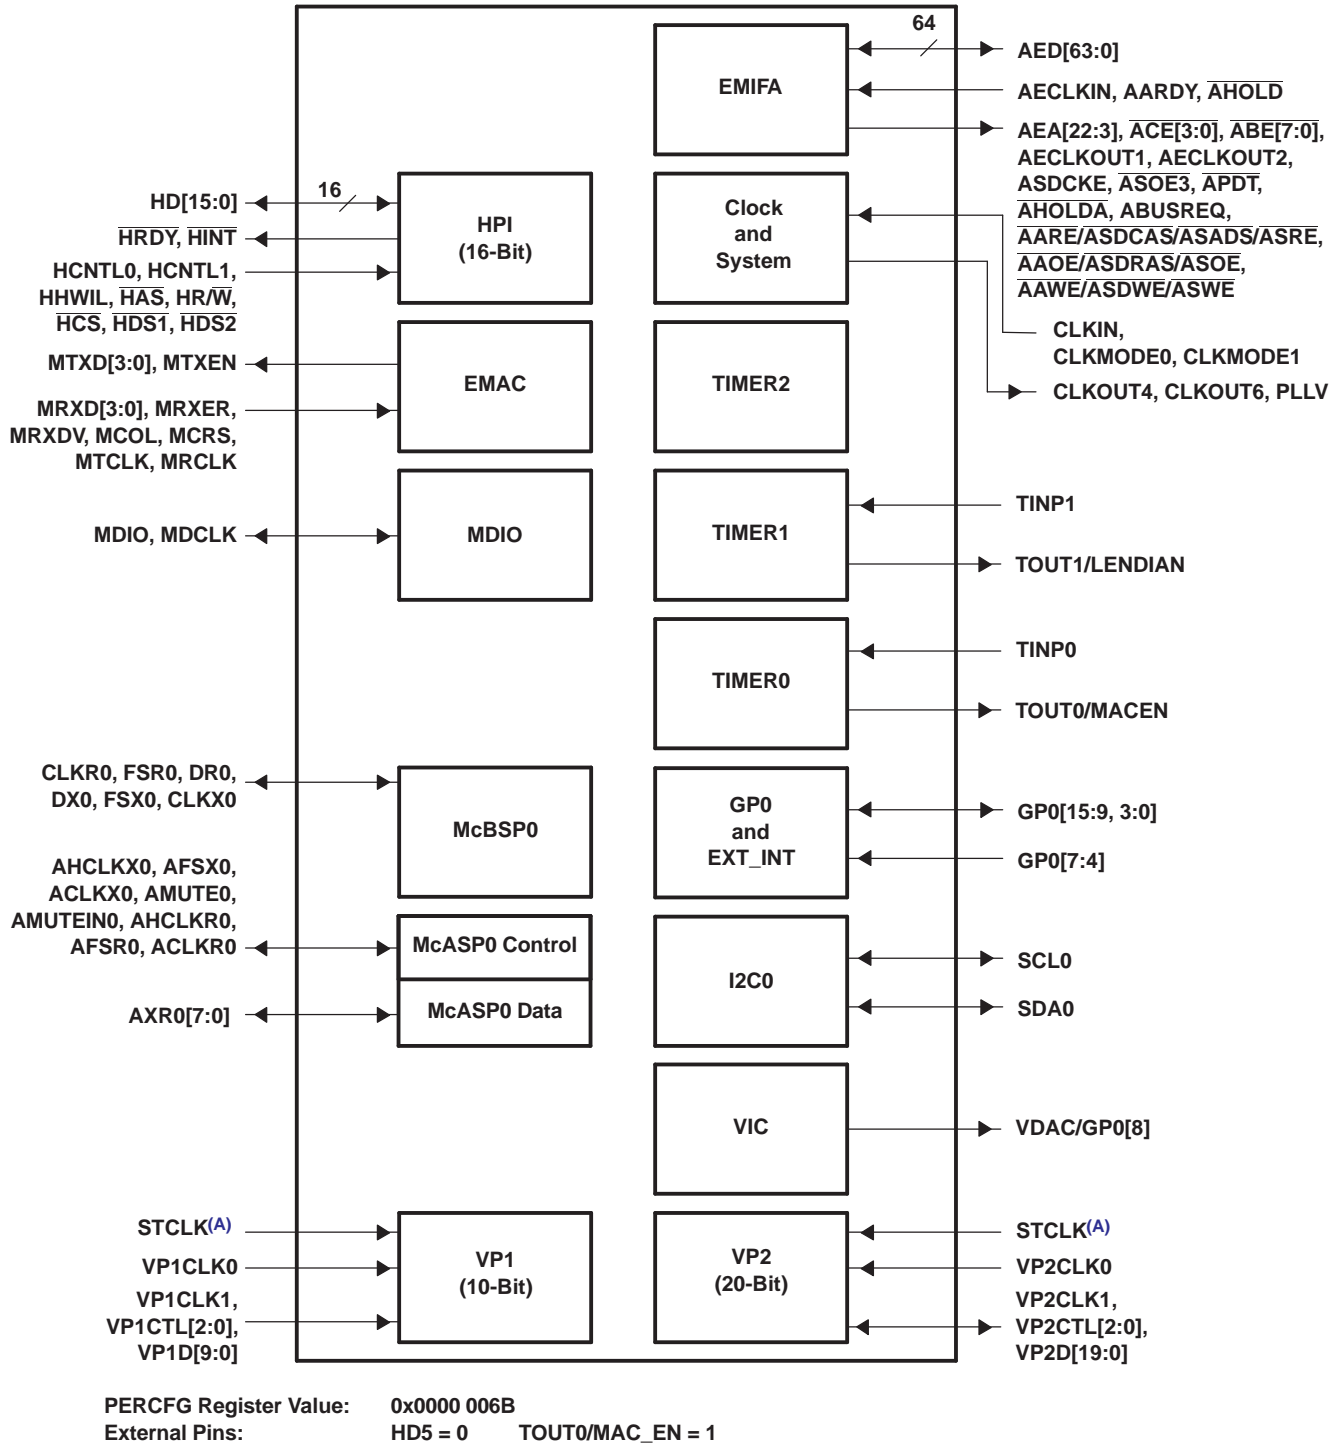 64
EMIFA
AED[63:0]
AECLKIN, AARDY, AHOLD
AEA[22:3], ACE[3:0], ABE[7:0],
AECLKOUT1, AECLKOUT2,
ASDCKE, ASOE3, APDT,
AHOLDA, ABUSREQ,
AARE/ASDCAS/ASADS/ASRE,
AAOE/ASDRAS/ASOE,
AAWE/ASDWE/ASWE
HD[15:0]
16
HRDY, HINT
HCNTL0, HCNTL1,
HHWIL, HAS, HR/W,
HCS, HDS1, HDS2
HPI
(16-Bit)
Clock
and
System
CLKIN,
CLKMODE0, CLKMODE1
CLKOUT4, CLKOUT6, PLLV
MTXD[3:0], MTXEN
MRXD[3:0], MRXER,
MRXDV, MCOL, MCRS,
MTCLK, MRCLK
EMAC
TIMER2
MDIO, MDCLK
MDIO
TIMER1
TINP1
TOUT1/LENDIAN
TIMER0
TINP0
TOUT0/MACEN
CLKR0, FSR0, DR0,
DX0, FSX0, CLKX0
McBSP0
GP0
and
EXT_INT
GP0[15:9, 3:0]
GP0[7:4]
AHCLKX0, AFSX0,
ACLKX0, AMUTE0,
AMUTEIN0, AHCLKR0,
AFSR0, ACLKR0
McASP0 Control
AXR0[7:0]
McASP0 Data
I2C0
SCL0
SDA0
VIC
VDAC/GP0[8]
STCLK(A)
VP1CLK0
VP1CLK1,
VP1CTL[2:0],
VP1D[9:0]
VP1
(10-Bit)
VP2
(20-Bit)
STCLK(A)
VP2CLK0
VP2CLK1,
VP2CTL[2:0],
VP2D[19:0]
PERCFG Register Value: 0x0000 006B
External Pins: HD5 = 0 TOUT0/MAC_EN = 1